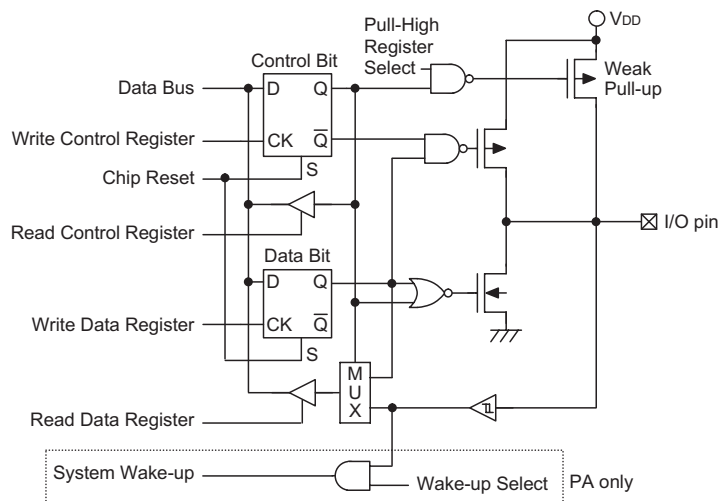 VDD
Pull-High
Register
Select
Weak
Pull-up
Control Bit
Data Bus
D Q
Write Control Register
CK Q
S
Chip Reset
I/O pin
Read Control Register
Data Bit
D Q
Write Data Register
CK Q
S
M
U
X
Read Data Register
System Wake-up
Wake-up Select
PA only